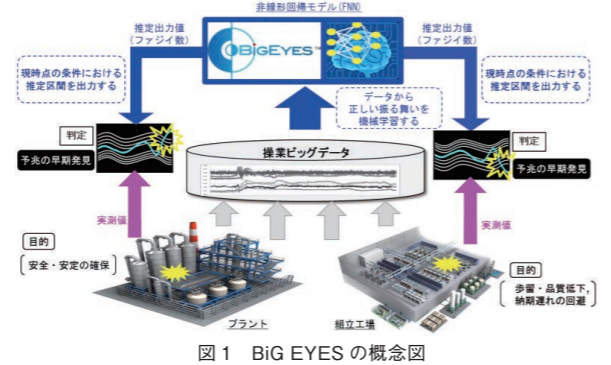 非線形回帰モデル(FNN)
推定出力値
(ファジイ数)
BiGEYES™
推定出力値
(ファジイ数)
現時点の条件における
推定区間を出力する
データから
正しい振る舞いを
機械学習する
現時点の条件における
推定区間を出力する
判定
予兆の早期発見
操業ビッグデータ
判定
予兆の早期発見
実測値
実測値
目的
安全・安定の確保
目的
歩留・品質低下,
納期遅れの回避
プラント
組立工場
図1 BiG EYES の概念図